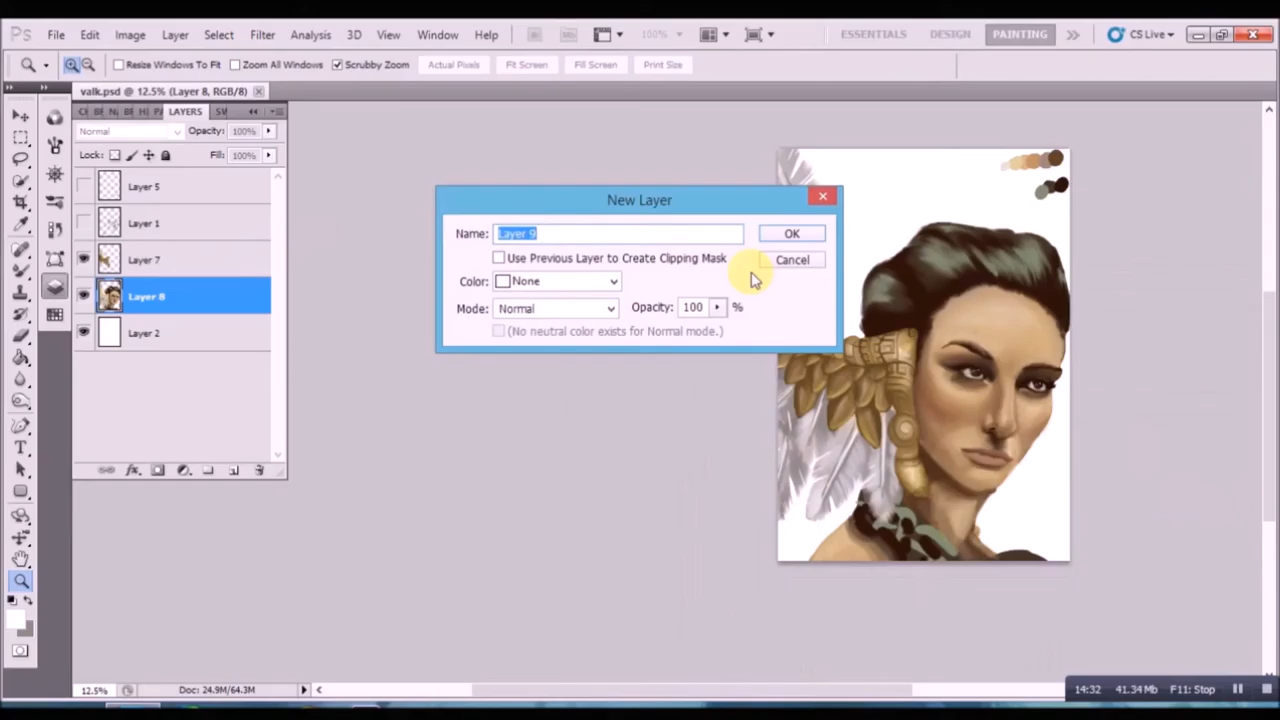 Ps File Edit Image Layer Select Filter Analysis 3D View Window Help 100% ESSENTIALS DESIGN PAINTING CS Live
Resize Windows To Fit Zoom All Windows Scrubby Zoom Actual Pixels Fit Screen Fill Screen Print Size
valk.psd @ 12.5% (Layer 8, RGB/8)
LAYERS
Normal Opacity: 100%
Lock: Fill: 100%
Layer 5
Layer 1
Layer 7
Layer 8
Layer 2
New Layer
Name: Layer 9 OK
Use Previous Layer to Create Clipping Mask Cancel
Color: None
Mode: Normal Opacity: 100 %
(No neutral color exists for Normal mode.)
12.5% Doc: 24.9M/64.3M
14:32 41.34 Mb F11: Stop